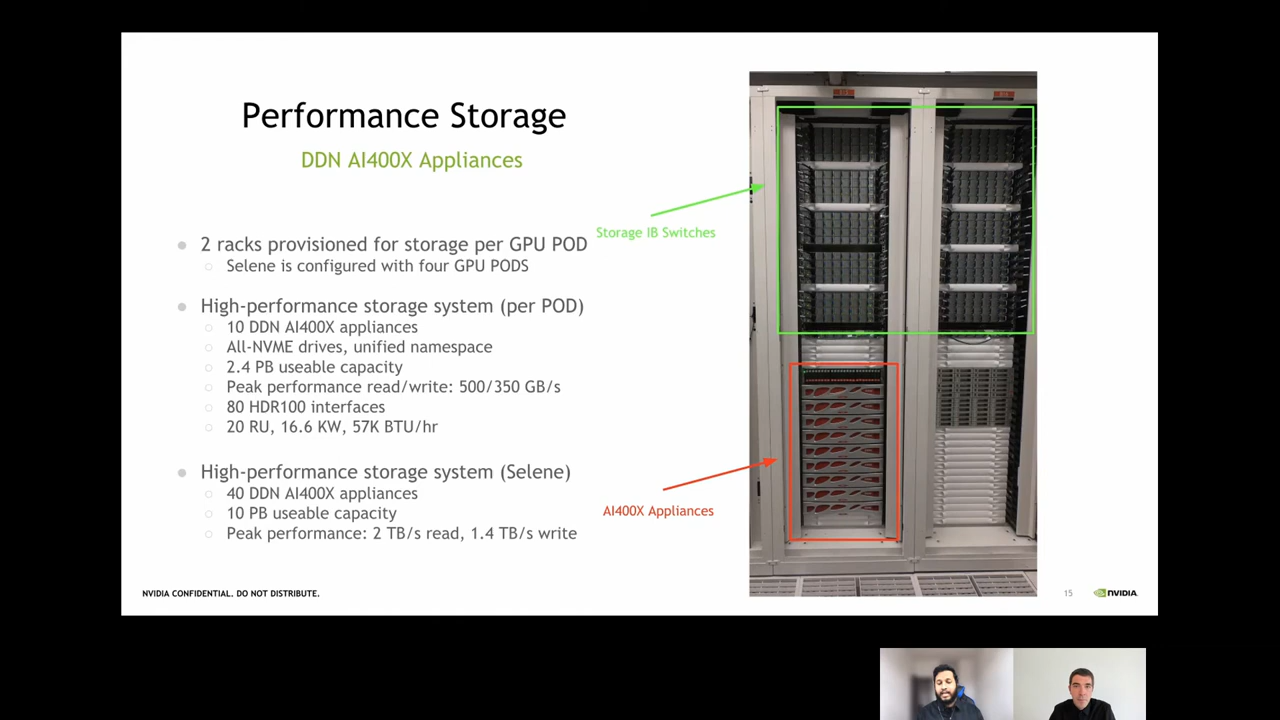 Performance Storage
DDN AI400X Appliances
2 racks provisioned for storage per GPU POD
Selene is configured with four GPU PODS
High-performance storage system (per POD)
10 DDN AI400X appliances
All-NVME drives, unified namespace
2.4 PB useable capacity
Peak performance read/write: 500/350 GB/s
80 HDR100 interfaces
20 RU, 16.6 KW, 57K BTU/hr
High-performance storage system (Selene)
40 DDN AI400X appliances
10 PB useable capacity
Peak performance: 2 TB/s read, 1.4 TB/s write
Storage IB Switches
AI400X Appliances
NVIDIA CONFIDENTIAL. DO NOT DISTRIBUTE.
15
NVIDIA